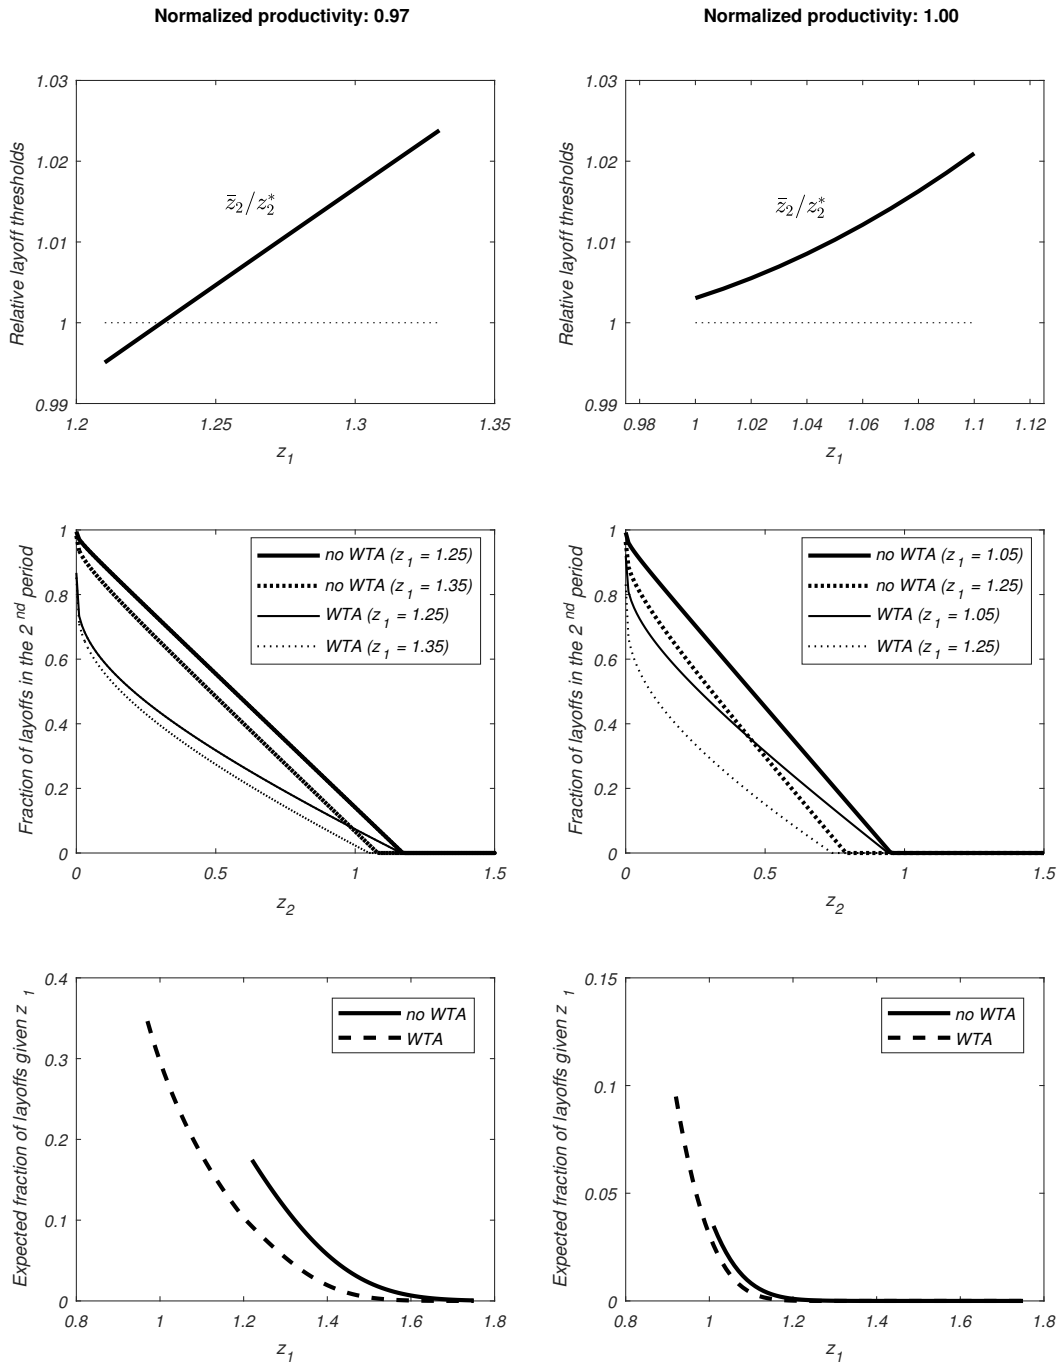 Normalized productivity: 0.97
Normalized productivity: 1.00
1.03
1.02
1.01
1
0.99
Relative layoff thresholds
z̄₂/z₂*
1.2
1.25
1.3
1.35
z₁
1.03
1.02
1.01
1
0.99
Relative layoff thresholds
z̄₂/z₂*
0.98
1
1.02
1.04
1.06
1.08
1.1
1.12
z₁
1
0.8
0.6
0.4
0.2
0
Fraction of layoffs in the 2ⁿᵈ period
no WTA (z₁ = 1.25)
no WTA (z₁ = 1.35)
WTA (z₁ = 1.25)
WTA (z₁ = 1.35)
0
0.5
1
1.5
z₂
1
0.8
0.6
0.4
0.2
0
Fraction of layoffs in the 2ⁿᵈ period
no WTA (z₁ = 1.05)
no WTA (z₁ = 1.25)
WTA (z₁ = 1.05)
WTA (z₁ = 1.25)
0
0.5
1
1.5
z₂
0.4
0.3
0.2
0.1
0
Expected fraction of layoffs given z₁
no WTA
WTA
0.8
1
1.2
1.4
1.6
1.8
z₁
0.15
0.1
0.05
0
Expected fraction of layoffs given z₁
no WTA
WTA
0.8
1
1.2
1.4
1.6
1.8
z₁